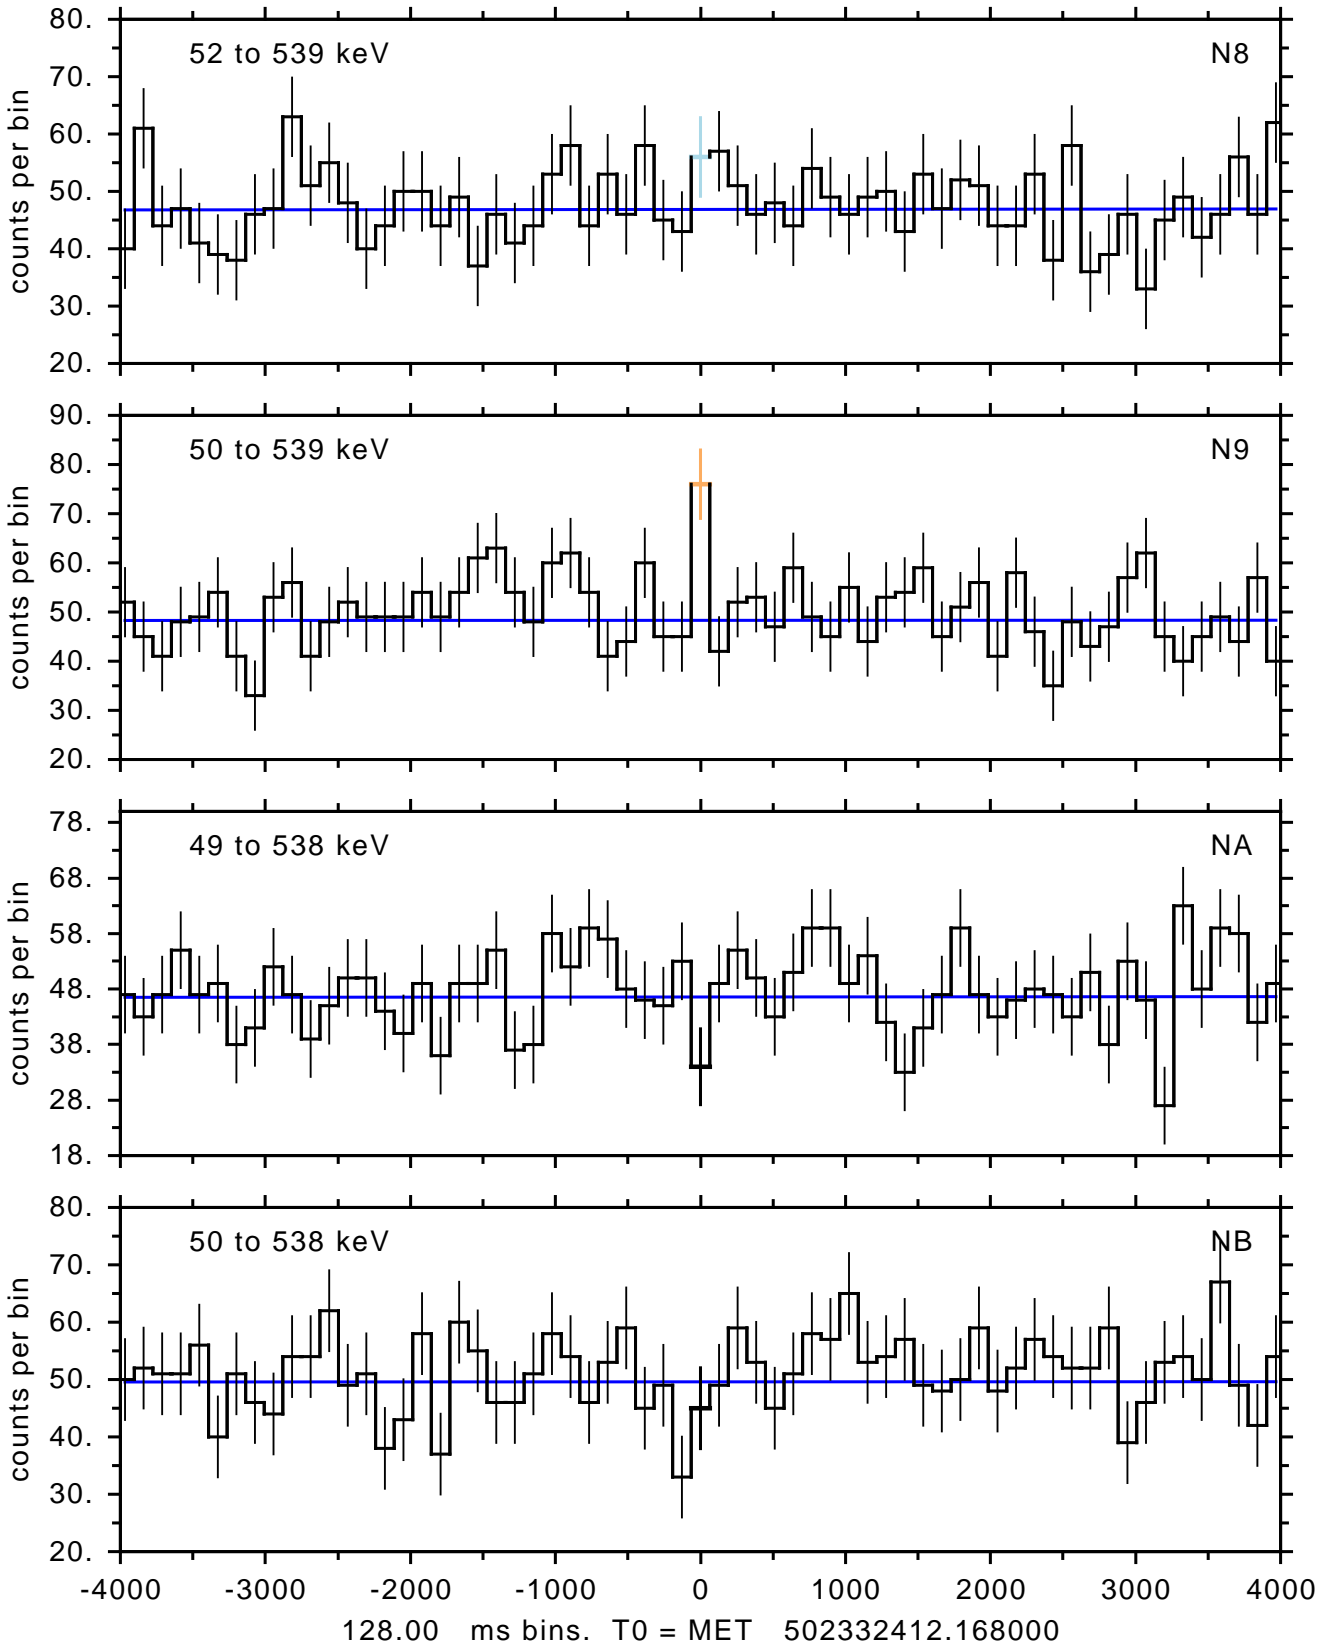 80.
52 to 539 keV N8
70.
60.
50.
40.
30.
20.
counts per bin
90.
50 to 539 keV N9
80.
70.
60.
50.
40.
30.
20.
counts per bin
78.
49 to 538 keV NA
68.
58.
48.
38.
28.
18.
counts per bin
80.
50 to 538 keV NB
70.
60.
50.
40.
30.
20.
counts per bin
-4000 -3000 -2000 -1000 0 1000 2000 3000 4000
128.00 ms bins. T0 = MET 502332412.168000